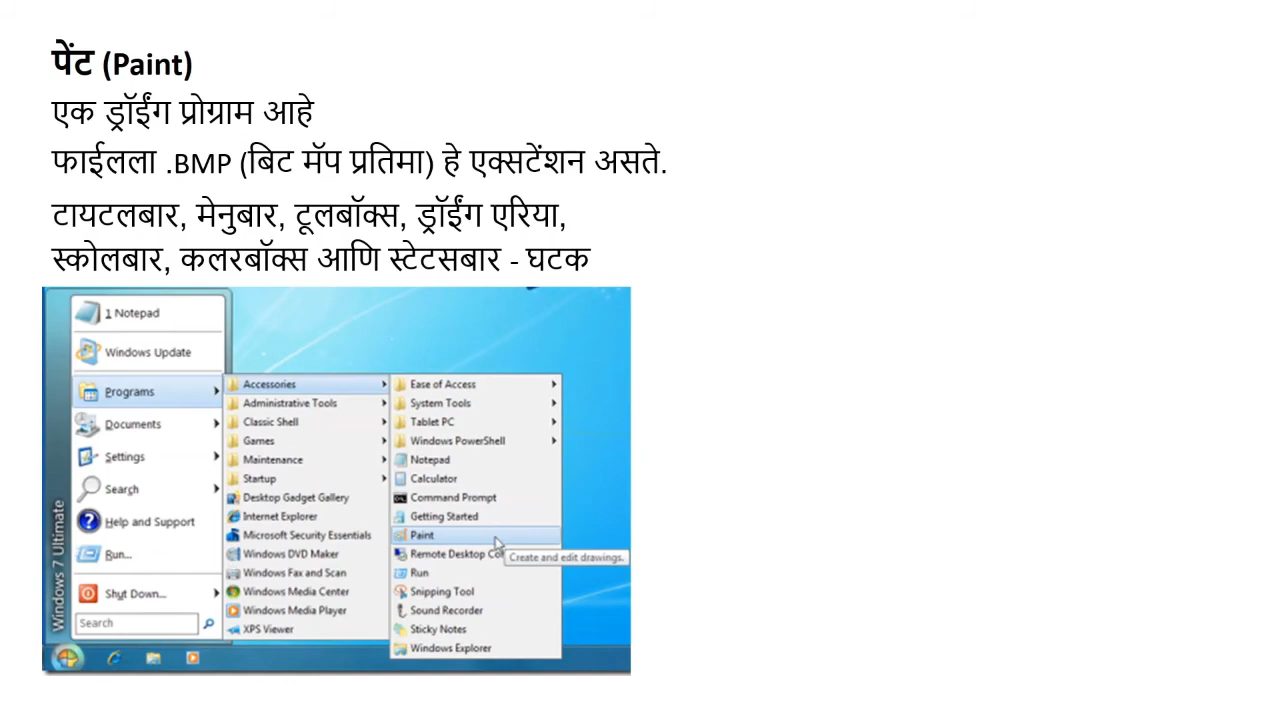 पेंट (Paint)
एक ड्रॉईंग प्रोग्राम आहे
फाईलला .BMP (बिट मॅप प्रतिमा) हे एक्सटेंशन असते.
टायटलबार, मेनुबार, टूलबॉक्स, ड्रॉईंग एरिया,
स्कोलबार, कलरबॉक्स आणि स्टेटसबार - घटक
1 Notepad
Windows Update
Programs
Documents
Settings
Search
Help and Support
Run...
Shut Down...
Search
Windows 7 Ultimate
Accessories
Administrative Tools
Classic Shell
Games
Maintenance
Startup
Desktop Gadget Gallery
Internet Explorer
Microsoft Security Essentials
Windows DVD Maker
Windows Fax and Scan
Windows Media Center
Windows Media Player
XPS Viewer
Ease of Access
System Tools
Tablet PC
Windows PowerShell
Notepad
Calculator
Command Prompt
Getting Started
Paint
Remote Desktop
Create and edit drawings.
Run
Snipping Tool
Sound Recorder
Sticky Notes
Windows Explorer